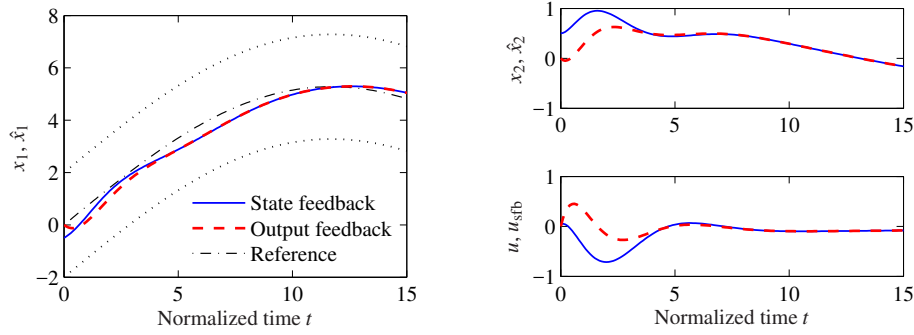 8
6
4
2
0
−2
x₁, x̂₁
State feedback
Output feedback
Reference
0 5 10 15
Normalized time t
1
0
−1
x₂, x̂₂
0 5 10 15
1
0
−1
u, u_sfb
0 5 10 15
Normalized time t